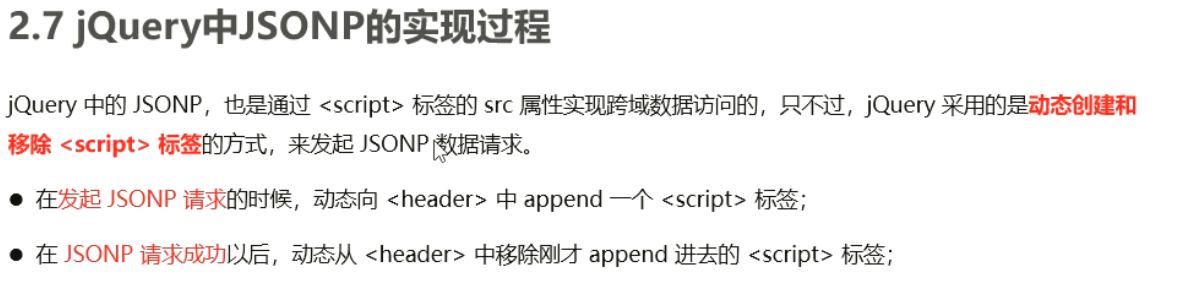 2.7 jQuery中JSONP的实现过程
jQuery 中的 JSONP，也是通过 <script> 标签的 src 属性实现跨域数据访问的，只不过，jQuery 采用的是动态创建和
移除 <script> 标签的方式，来发起 JSONP 数据请求。
● 在发起 JSONP 请求的时候，动态向 <header> 中 append 一个 <script> 标签；
● 在 JSONP 请求成功以后，动态从 <header> 中移除刚才 append 进去的 <script> 标签；